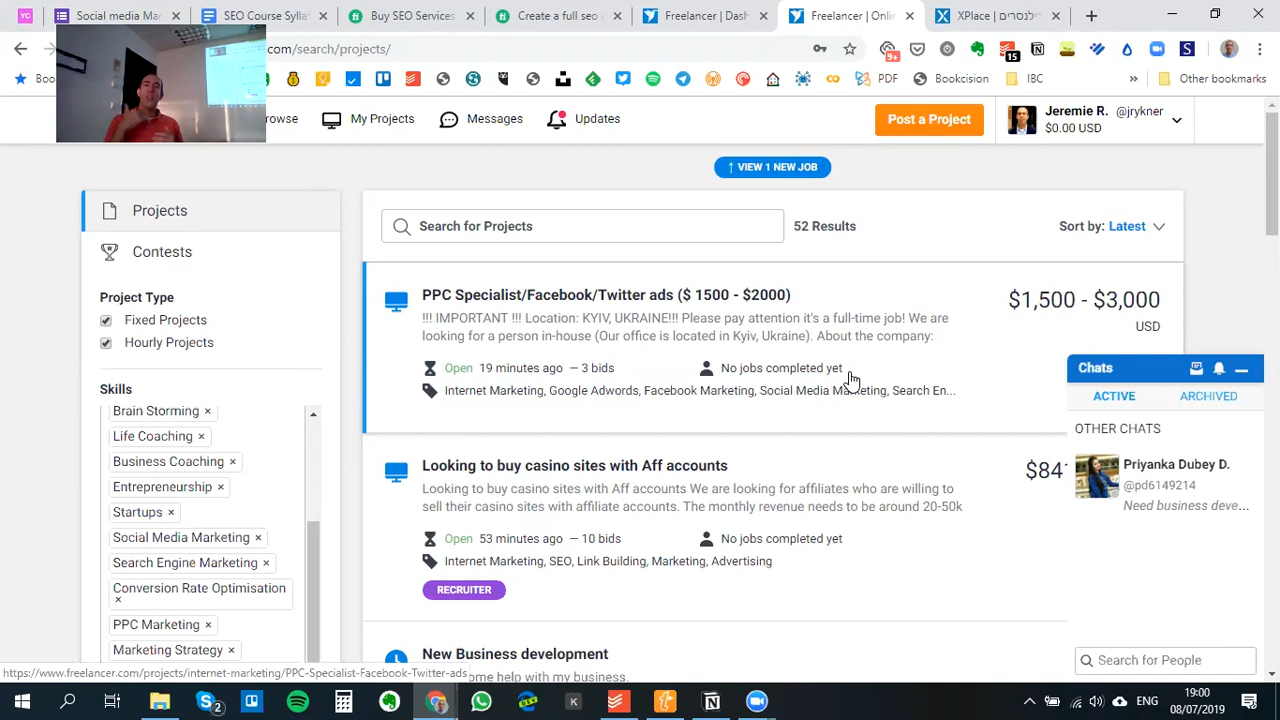 Social media Mar
SEO Course Sylla
Buy SEO Services
Create a full seo
Freelancer | Dash
Freelancer | Onlin
XPlace | פרילנסרים
com/search/projects/
9+
15
Boo
PDF
Bookcision
IBC
Other bookmarks
rowse
My Projects
Messages
Updates
Post a Project
Jeremie R. @jrykner
$0.00 USD
↑ VIEW 1 NEW JOB
Projects
Contests
Project Type
Fixed Projects
Hourly Projects
Skills
Brain Storming ×
Life Coaching ×
Business Coaching ×
Entrepreneurship ×
Startups ×
Social Media Marketing ×
Search Engine Marketing ×
Conversion Rate Optimisation ×
PPC Marketing ×
Marketing Strategy ×
Search for Projects
52 Results
Sort by: Latest
PPC Specialist/Facebook/Twitter ads ($ 1500 - $2000)
$1,500 - $3,000
USD
!!! IMPORTANT !!! Location: KYIV, UKRAINE!!! Please pay attention it's a full-time job! We are
looking for a person in-house (Our office is located in Kyiv, Ukraine). About the company:
Open 19 minutes ago – 3 bids
No jobs completed yet
Internet Marketing, Google Adwords, Facebook Marketing, Social Media Marketing, Search En...
Looking to buy casino sites with Aff accounts
$841
Looking to buy casino sites with Aff accounts We are looking for affiliates who are willing to
sell their casino sites with affiliate accounts. The monthly revenue needs to be around 20-50k
Open 53 minutes ago – 10 bids
No jobs completed yet
Internet Marketing, SEO, Link Building, Marketing, Advertising
RECRUITER
New Business development
me help with my business.
Chats
ACTIVE
ARCHIVED
OTHER CHATS
Priyanka Dubey D.
@pd6149214
Need business deve...
Search for People
https://www.freelancer.com/projects/internet-marketing/PPC-Specialist-Facebook-Twitter-ads
2
ENG
19:00
08/07/2019